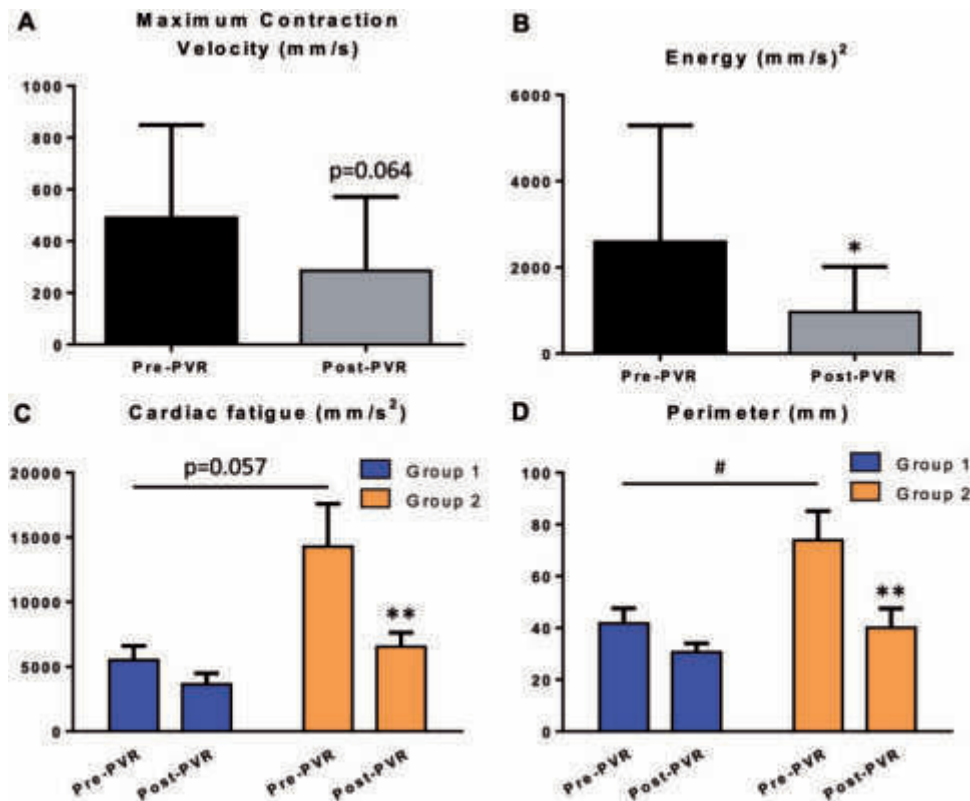 A
Maximum Contraction
Velocity (mm/s)
1000
800
600
400
200
0
p=0.064
Pre-PVR
Post-PVR
B
Energy (mm/s)²
6000
4000
2000
0
*
Pre-PVR
Post-PVR
C
Cardiac fatigue (mm/s²)
20000
15000
10000
5000
0
p=0.057
Group 1
Group 2
**
Pre-PVR
Post-PVR
Pre-PVR
Post-PVR
D
Perimeter (mm)
100
80
60
40
20
0
#
Group 1
Group 2
**
Pre-PVR
Post-PVR
Pre-PVR
Post-PVR